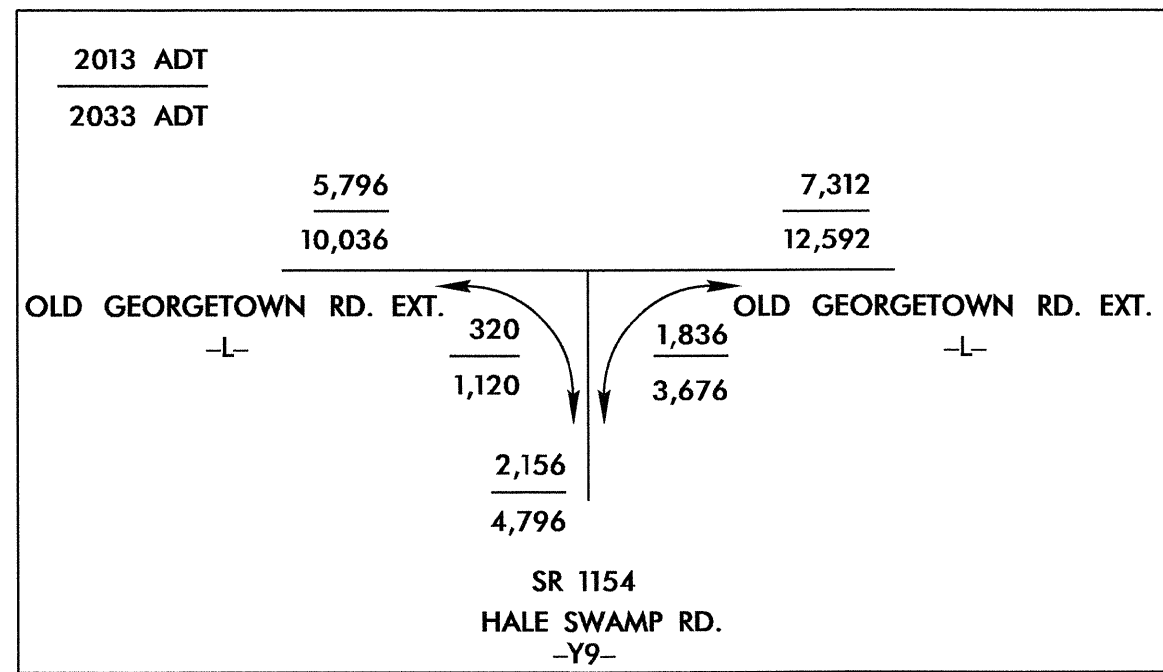 2013 ADT
2033 ADT
5,796
10,036
7,312
12,592
OLD GEORGETOWN RD. EXT.
–L–
OLD GEORGETOWN RD. EXT.
–L–
320
1,120
1,836
3,676
2,156
4,796
SR 1154
HALE SWAMP RD.
–Y9–